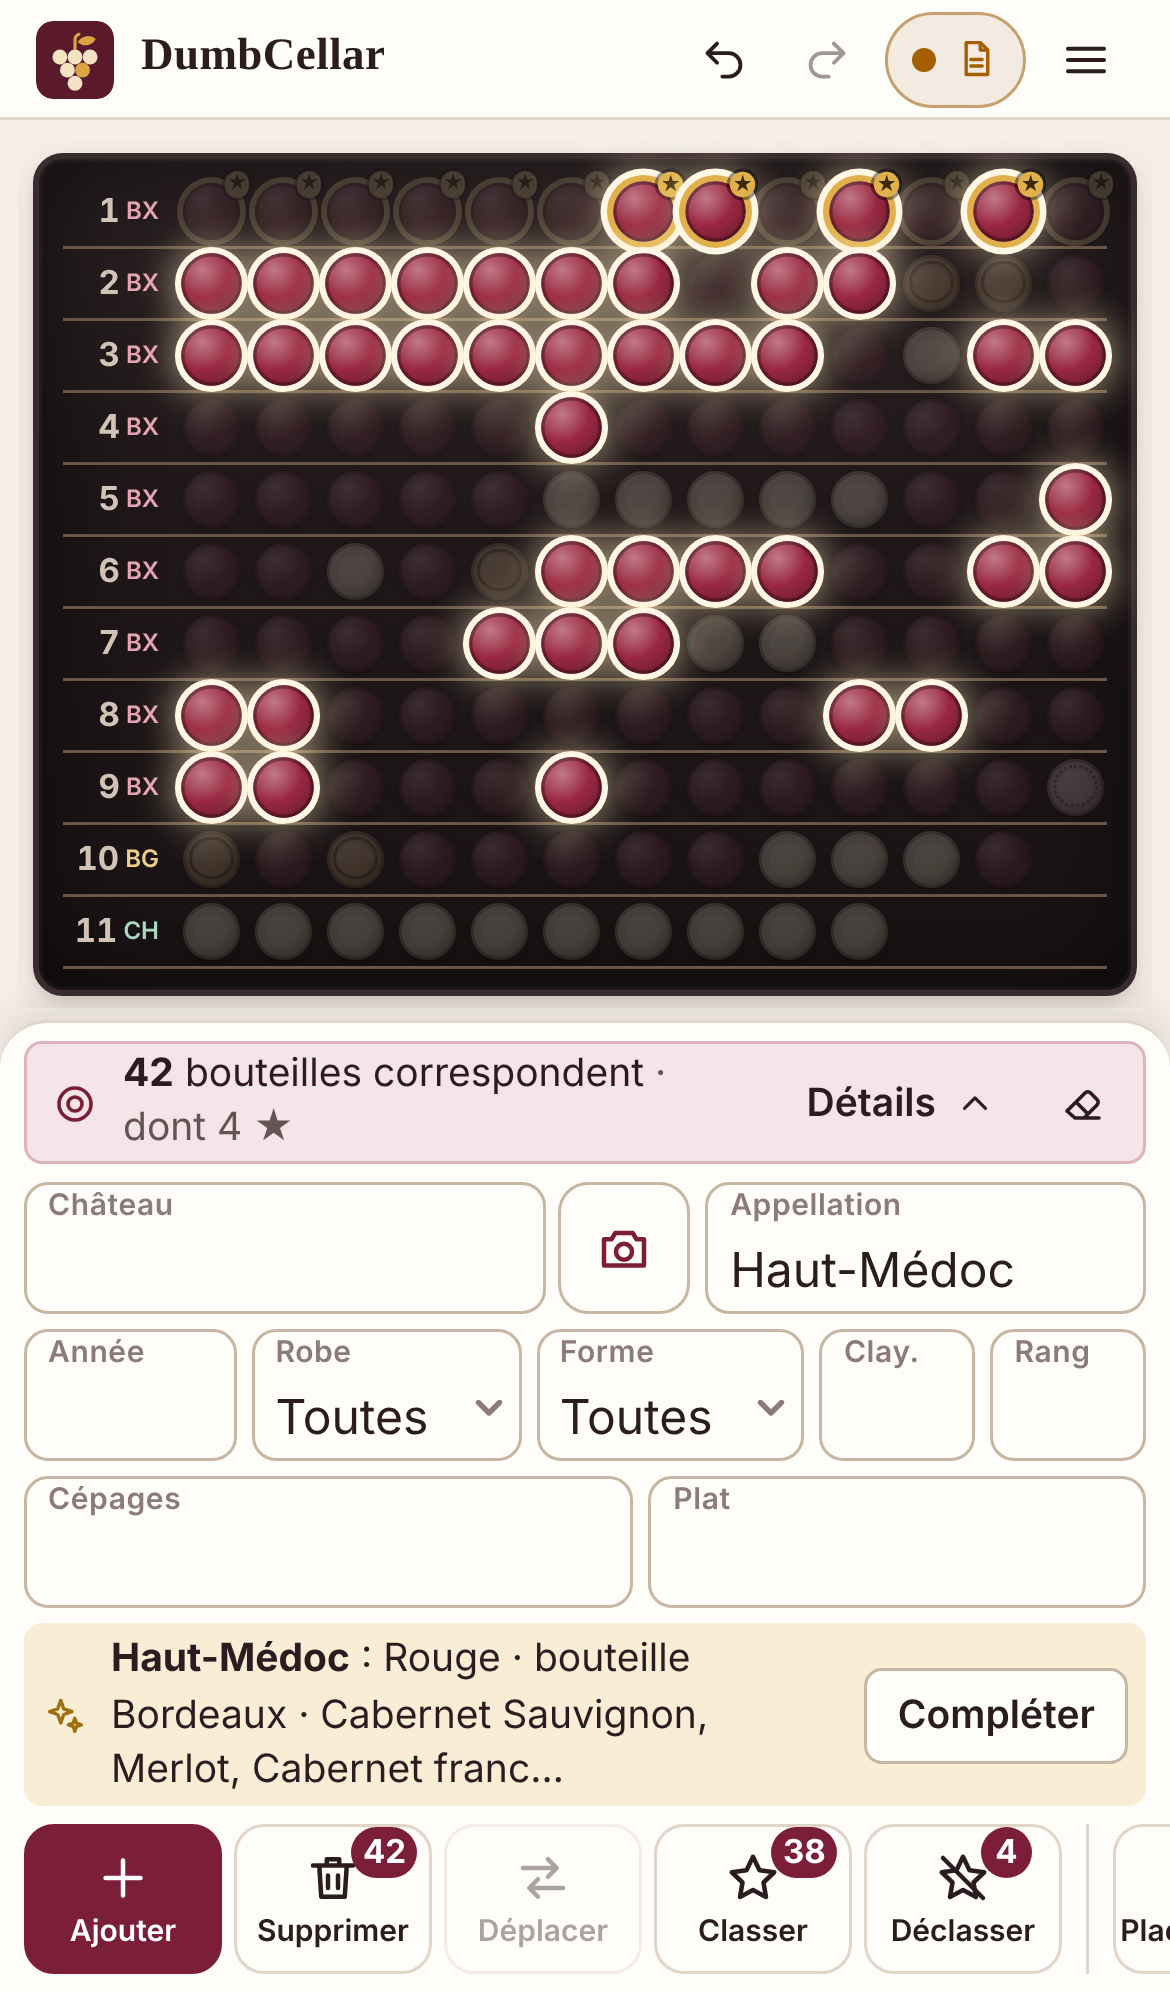 DumbCellar
1 BX
2 BX
3 BX
4 BX
5 BX
6 BX
7 BX
8 BX
9 BX
10 BG
11 CH
42 bouteilles correspondent ·
dont 4 ★
Détails
Château
Appellation
Haut-Médoc
Année
Robe
Forme
Clay.
Rang
Toutes
Toutes
Cépages
Plat
Haut-Médoc : Rouge · bouteille
Bordeaux · Cabernet Sauvignon,
Merlot, Cabernet franc...
Compléter
42
38
4
Ajouter
Supprimer
Déplacer
Classer
Déclasser